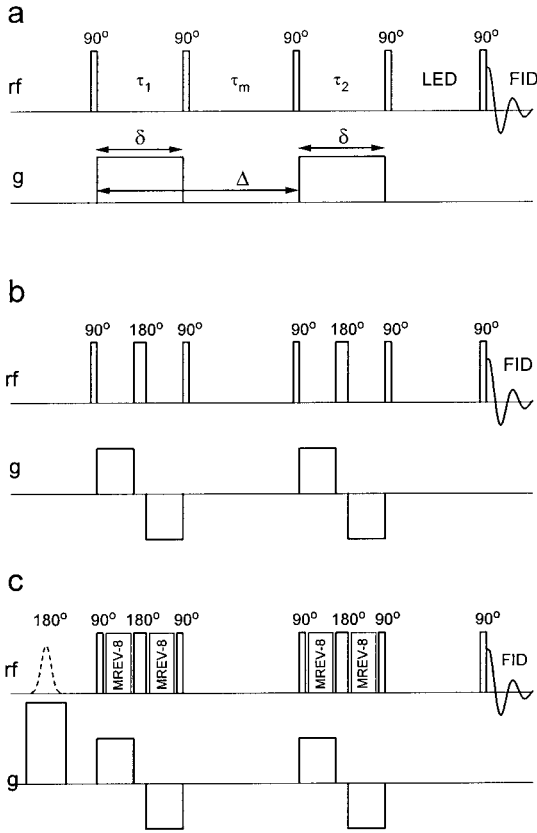 a
90° 90° 90° 90° 90°
rf τ1 τm τ2 LED FID
δ δ
g Δ
b
90° 180° 90° 90° 180° 90° 90°
rf FID
g
c
180° 90° 180° 90° 90° 180° 90° 90°
rf MREV-8 MREV-8 MREV-8 MREV-8 FID
g